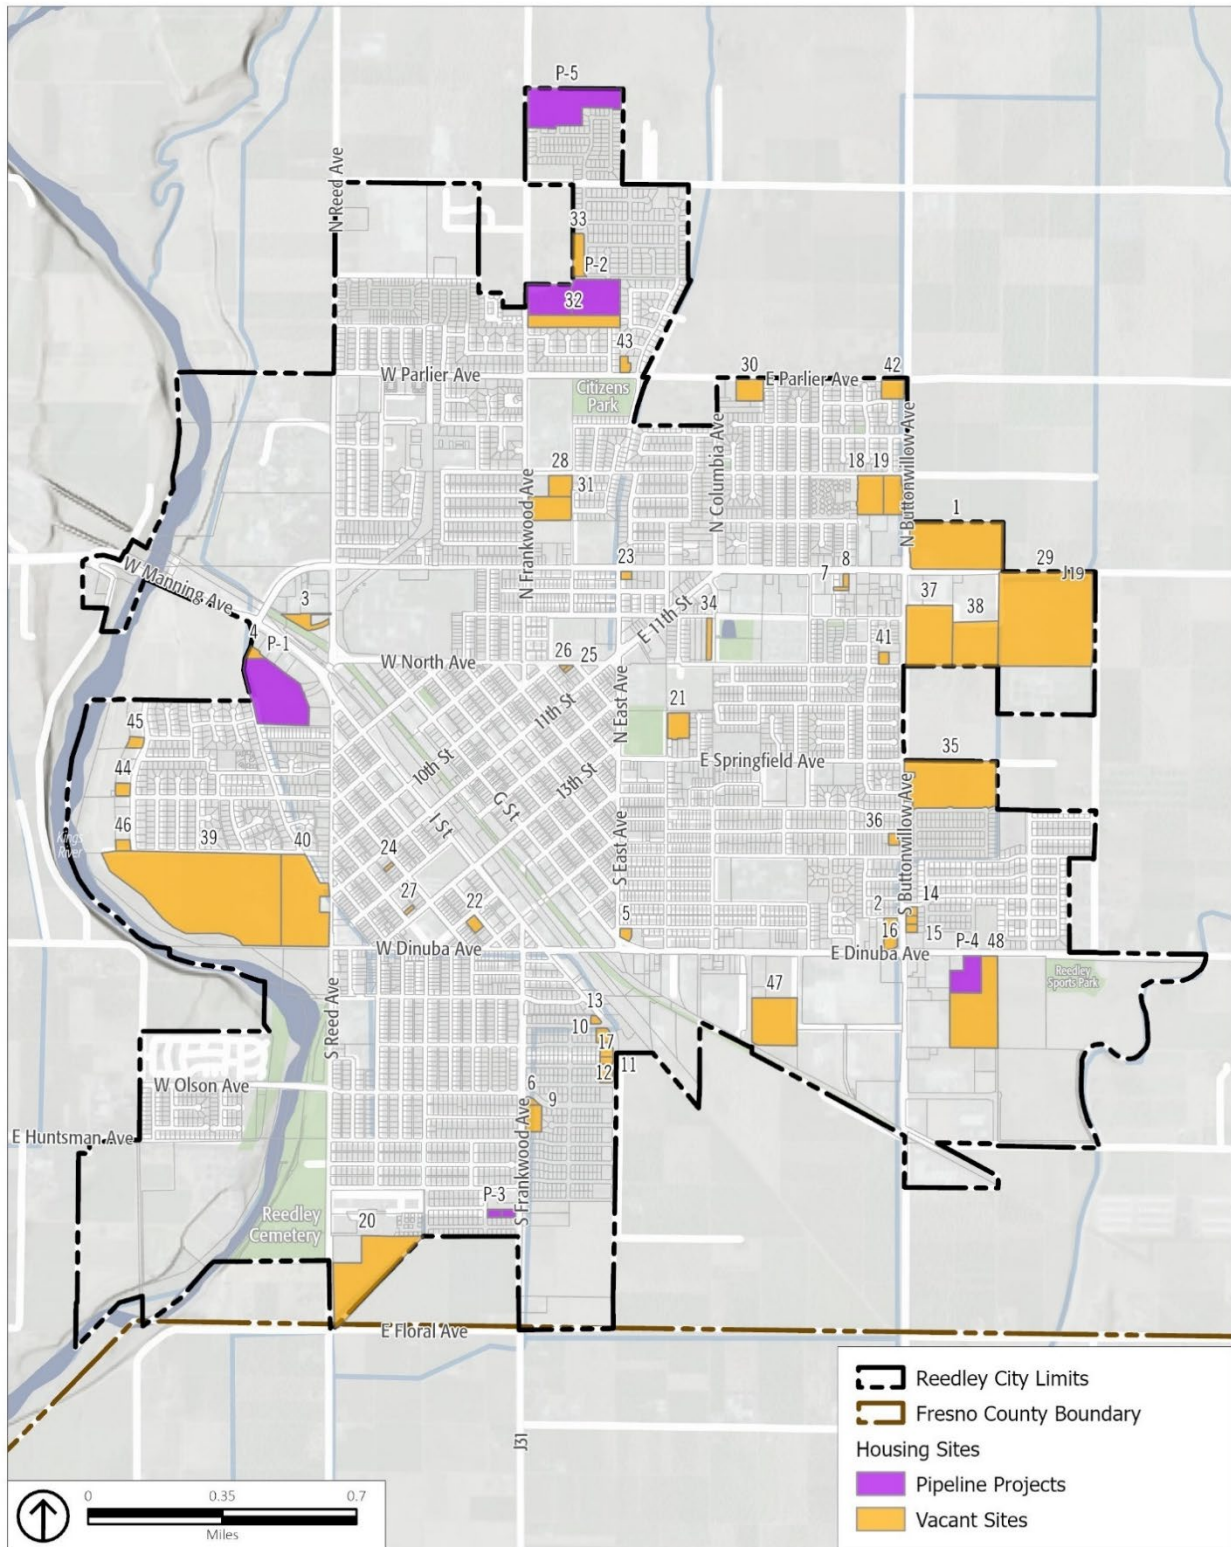 P-5
N Reed Ave
33
P-2
32
43
W Parlier Ave
Citizens
Park
30
E Parlier Ave
42
N Columbia Ave
28
31
N Frankwood Ave
18
19
N Buttonwillow Ave
1
29
J19
W Manning Ave
23
7
8
3
E 11th St
34
37
38
4
P-1
W North Ave
26
25
41
11th St
N East Ave
21
45
10th St
13th St
E Springfield Ave
35
44
G St
I St
S Buttonwillow Ave
46
39
40
Kings
River
24
S East Ave
36
27
22
5
2
14
16
15
W Dinuba Ave
E Dinuba Ave
P-4
48
Reedley
Sports Park
S Reed Ave
47
13
10
17
12
11
W Olson Ave
6
9
E Huntsman Ave
S Frankwood Ave
P-3
Reedley
Cemetery
20
E Floral Ave
J31
Reedley City Limits
Fresno County Boundary
Housing Sites
Pipeline Projects
Vacant Sites
0 0.35 0.7
Miles